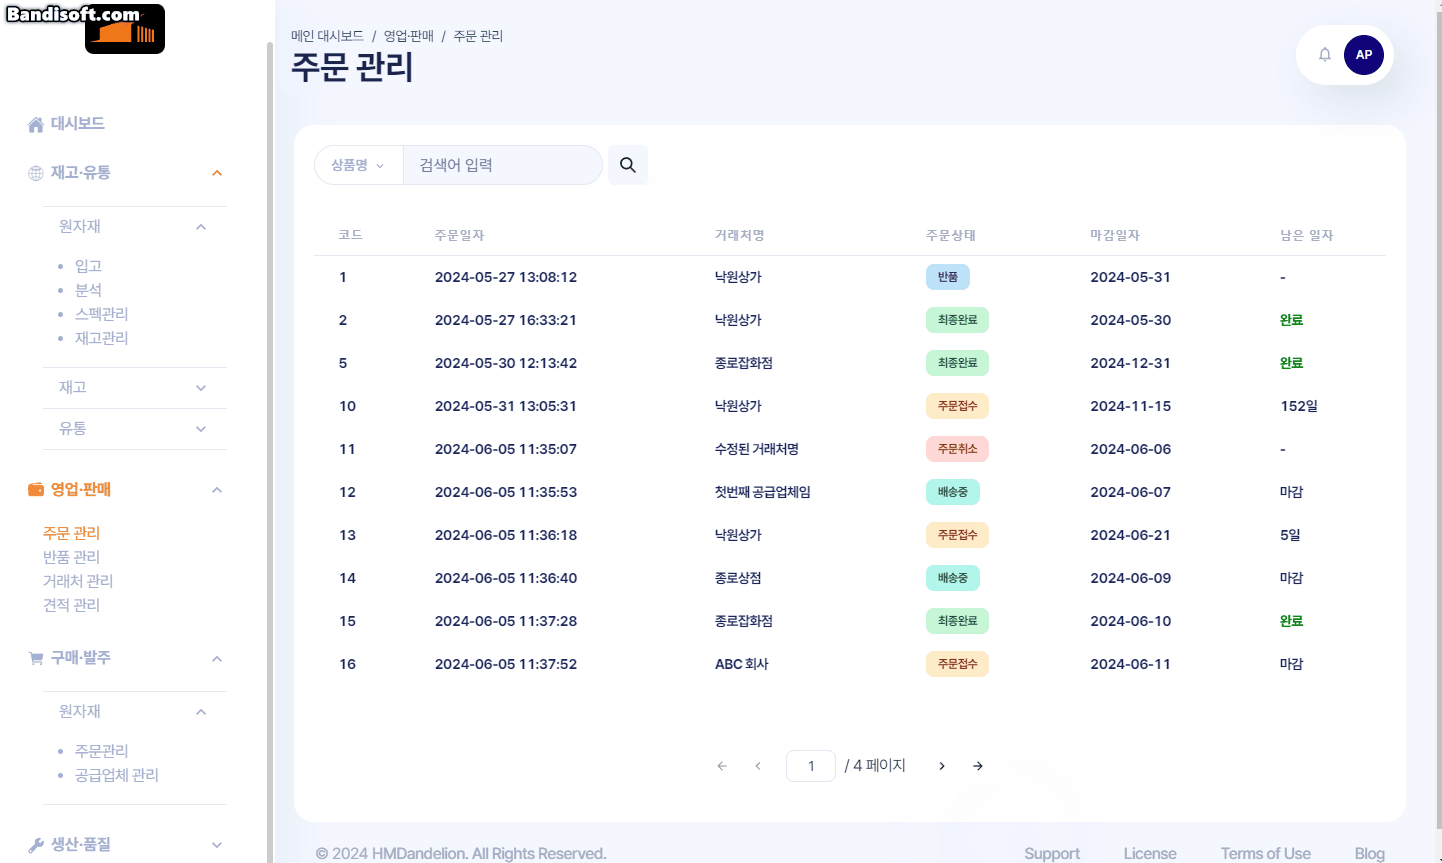 Bandisoft.com
메인 대시보드 / 영업·판매 / 주문 관리
주문 관리
AP
대시보드
재고·유통
원자재
입고
분석
스펙관리
재고관리
재고
유통
영업·판매
주문 관리
반품 관리
거래처 관리
견적 관리
구매·발주
원자재
주문관리
공급업체 관리
생산·품질
상품명 검색어 입력
코드 주문일자 거래처명 주문상태 마감일자 남은 일자
1 2024-05-27 13:08:12 낙원상가 반품 2024-05-31 -
2 2024-05-27 16:33:21 낙원상가 최종완료 2024-05-30 완료
5 2024-05-30 12:13:42 종로잡화점 최종완료 2024-12-31 완료
10 2024-05-31 13:05:31 낙원상가 주문접수 2024-11-15 152일
11 2024-06-05 11:35:07 수정된 거래처명 주문취소 2024-06-06 -
12 2024-06-05 11:35:53 첫번째 공급업체임 배송중 2024-06-07 마감
13 2024-06-05 11:36:18 낙원상가 주문접수 2024-06-21 5일
14 2024-06-05 11:36:40 종로상점 배송중 2024-06-09 마감
15 2024-06-05 11:37:28 종로잡화점 최종완료 2024-06-10 완료
16 2024-06-05 11:37:52 ABC 회사 주문접수 2024-06-11 마감
1 / 4 페이지
© 2024 HMDandelion. All Rights Reserved.
Support License Terms of Use Blog